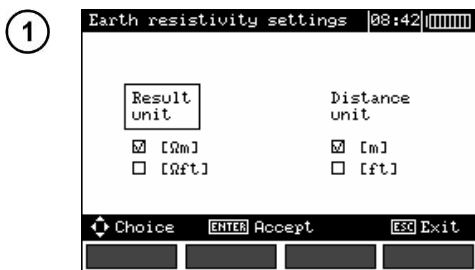 1
Earth resistivity settings 08:42
Result unit
Distance unit
[Ωm]
[m]
[Ωft]
[ft]
Choice ENTER Accept ESC Exit